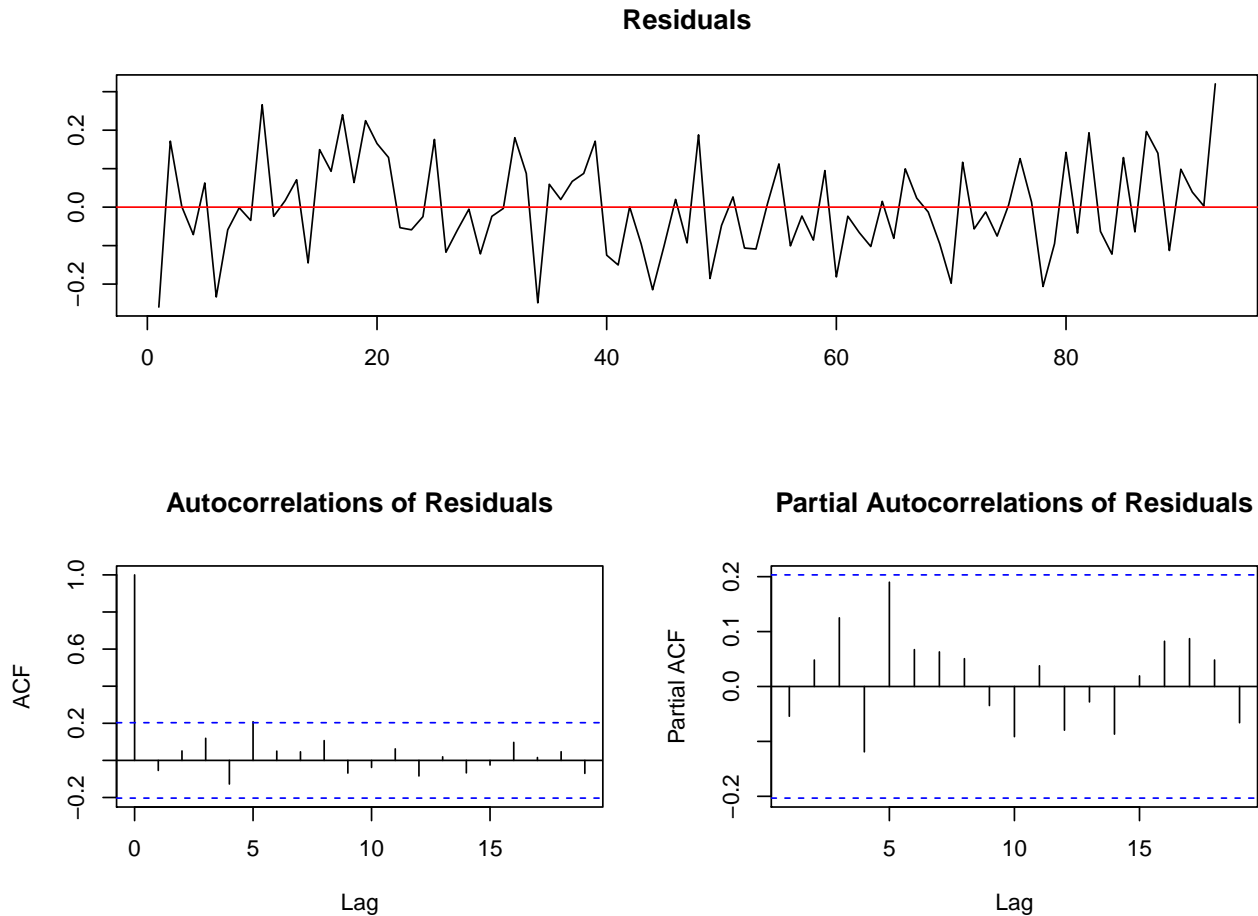 Residuals
0.2
0.0
−0.2
0 20 40 60 80
Autocorrelations of Residuals
1.0
0.6
0.2
−0.2
ACF
0 5 10 15
Lag
Partial Autocorrelations of Residuals
0.2
0.1
0.0
−0.2
Partial ACF
5 10 15
Lag